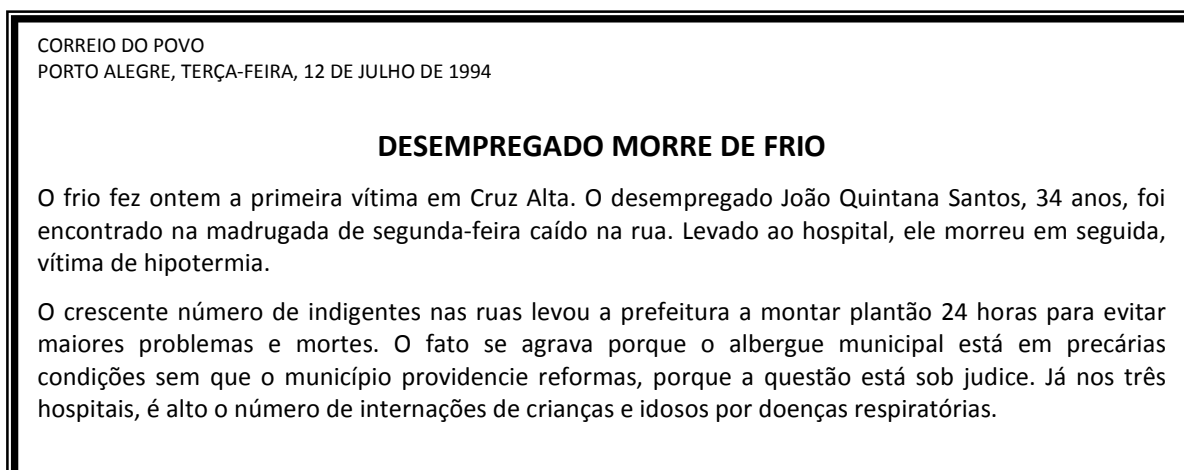 CORREIO DO POVO
PORTO ALEGRE, TERÇA-FEIRA, 12 DE JULHO DE 1994
DESEMPREGADO MORRE DE FRIO
O frio fez ontem a primeira vítima em Cruz Alta. O desempregado João Quintana Santos, 34 anos, foi
encontrado na madrugada de segunda-feira caído na rua. Levado ao hospital, ele morreu em seguida,
vítima de hipotermia.
O crescente número de indigentes nas ruas levou a prefeitura a montar plantão 24 horas para evitar
maiores problemas e mortes. O fato se agrava porque o albergue municipal está em precárias
condições sem que o município providencie reformas, porque a questão está sob judice. Já nos três
hospitais, é alto o número de internações de crianças e idosos por doenças respiratórias.